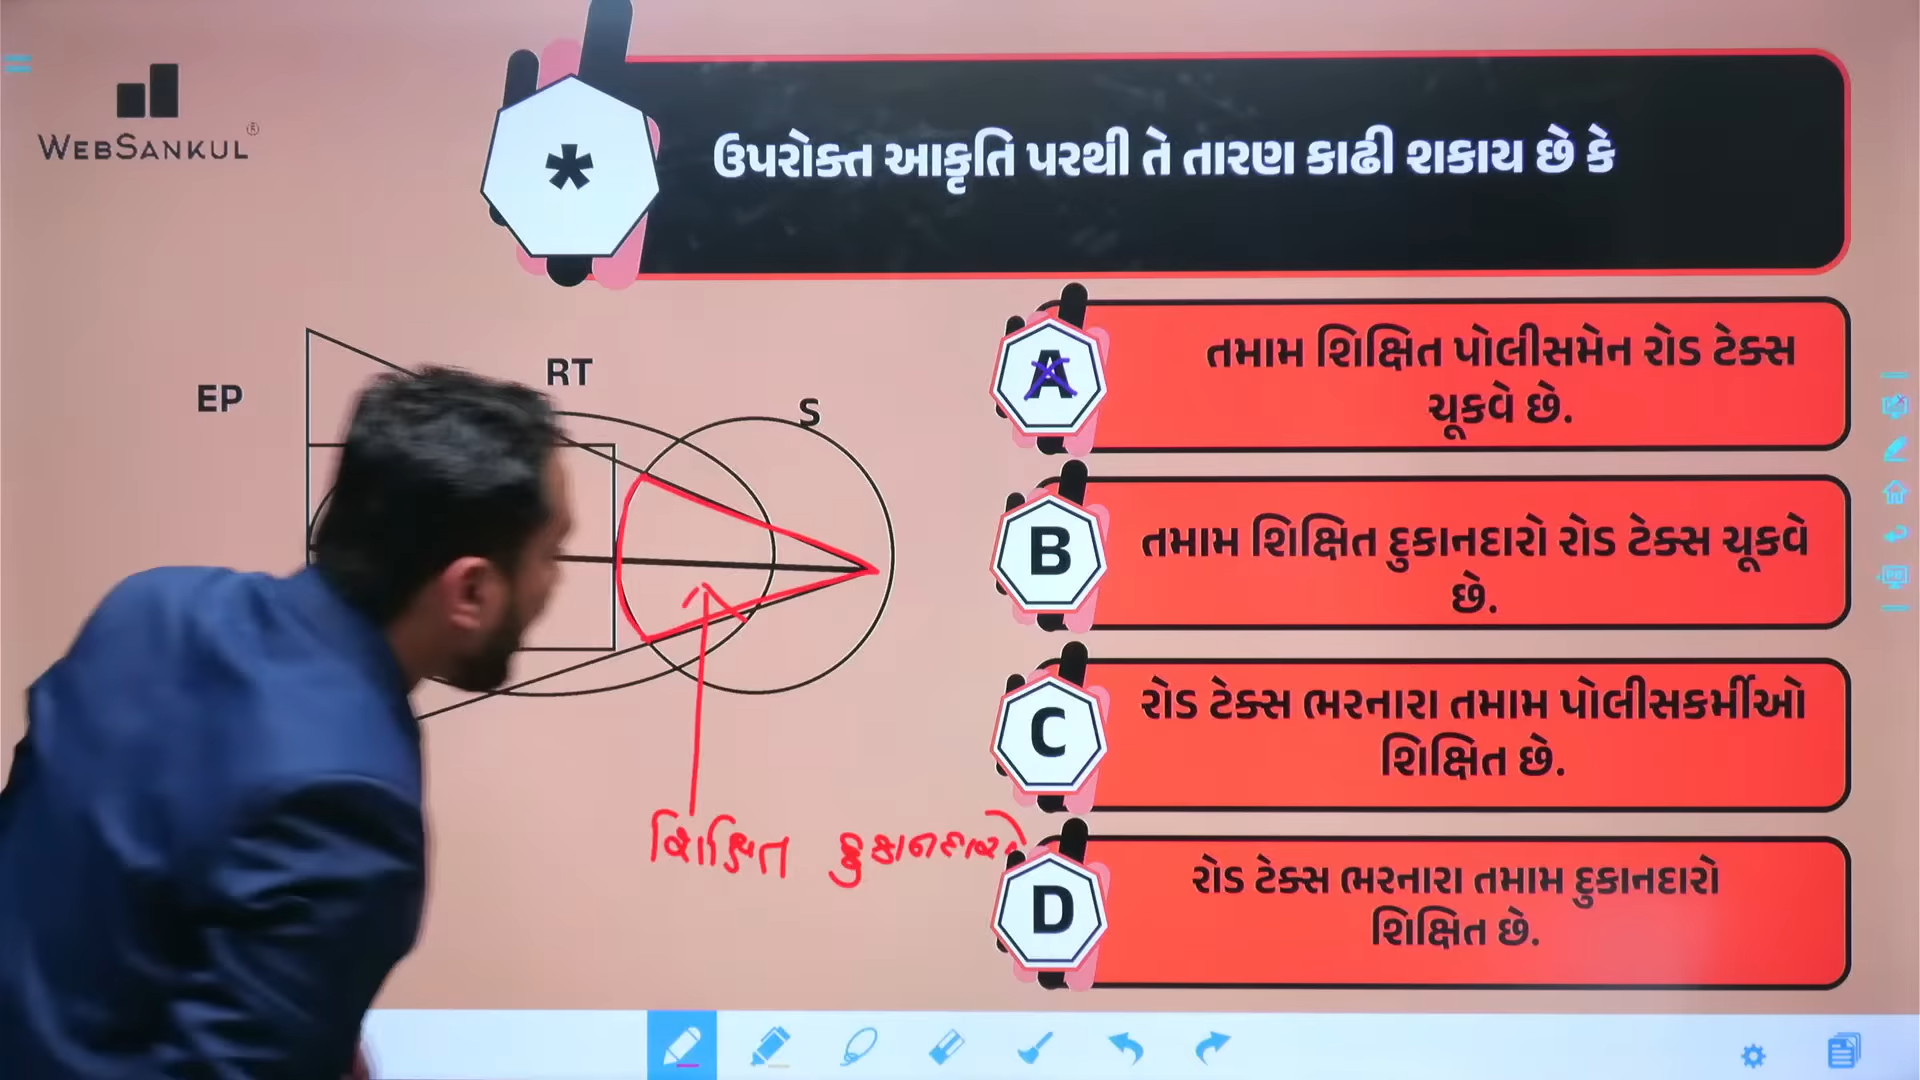 WEBSANKUL®
*
ઉપરોક્ત આકૃતિ પરથી તે તારણ કાઢી શકાય છે કે
EP
RT
S
A
તમામ શિક્ષિત પોલીસમેન રોડ ટેક્સ
ચૂકવે છે.
B
તમામ શિક્ષિત દુકાનદારો રોડ ટેક્સ ચૂકવે
છે.
C
રોડ ટેક્સ ભરનારા તમામ પોલીસકર્મીઓ
શિક્ષિત છે.
શિક્ષિત દુકાનદારો
D
રોડ ટેક્સ ભરનારા તમામ દુકાનદારો
શિક્ષિત છે.